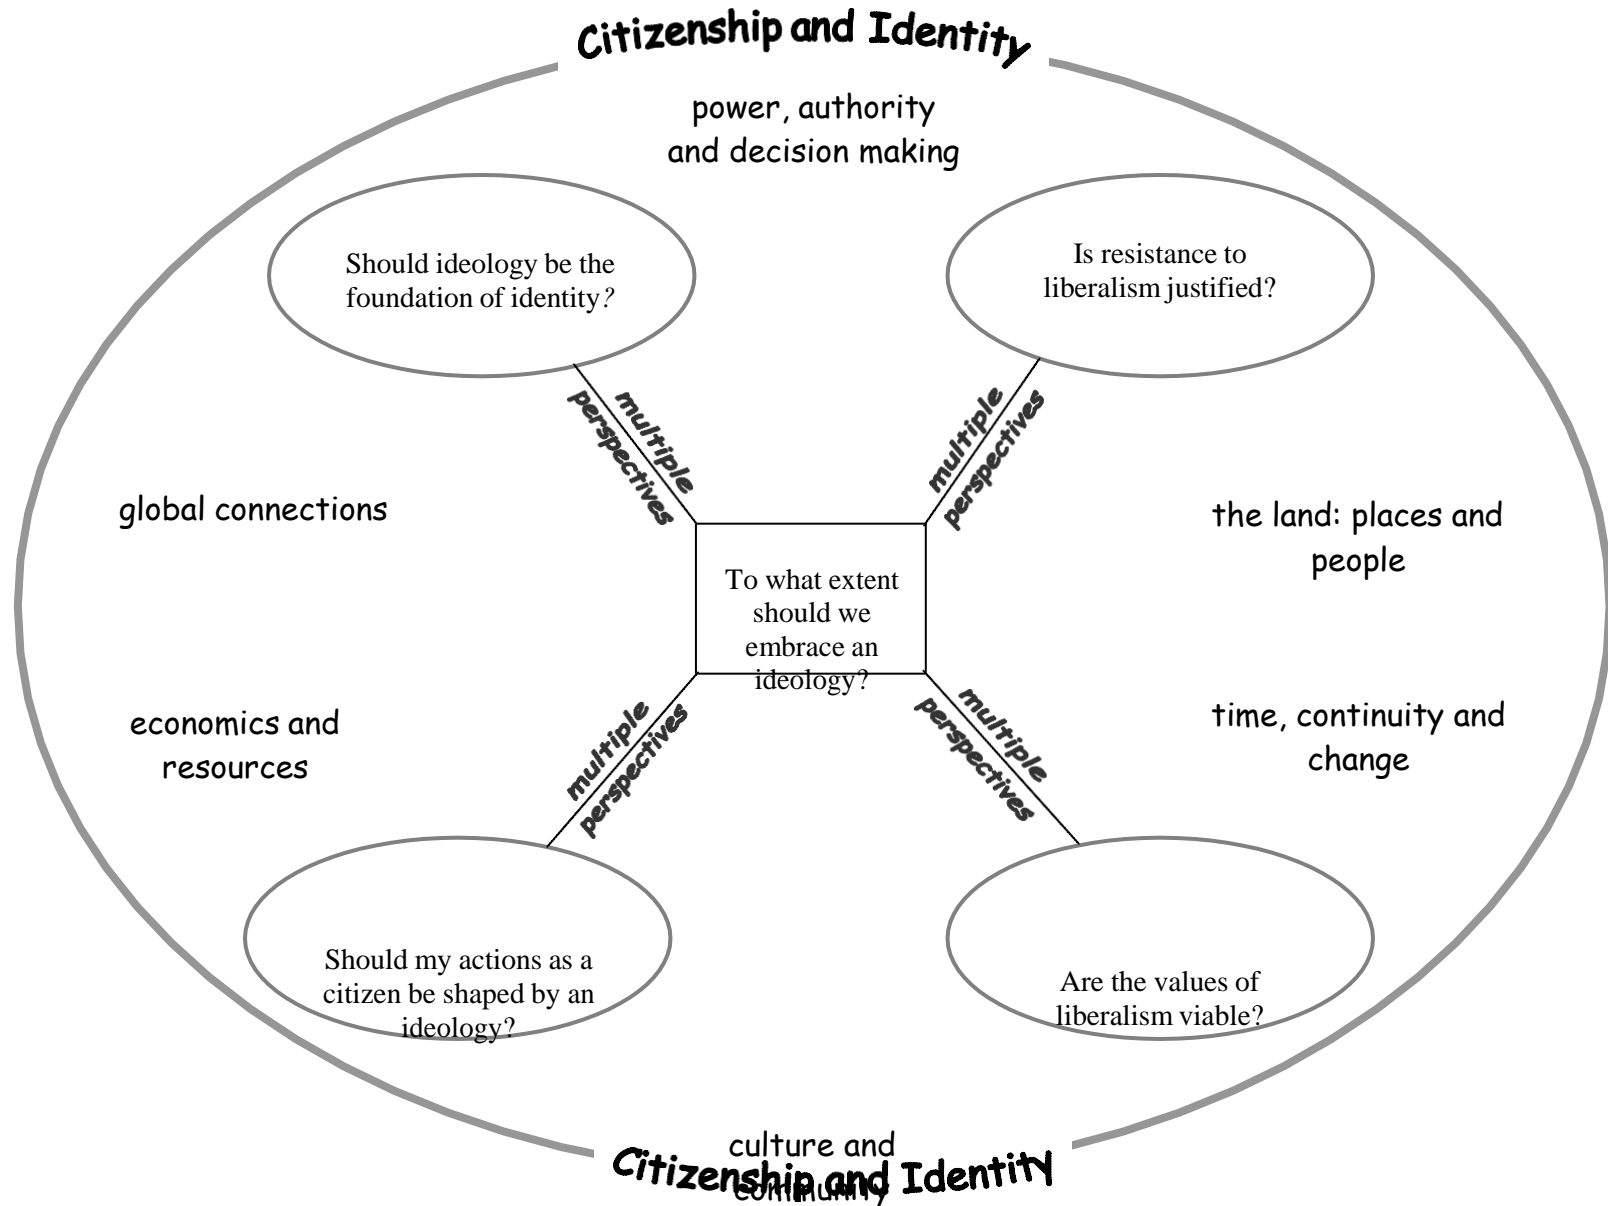 Citizenship and Identity
power, authority
and decision making
Should ideology be the
foundation of identity?
Is resistance to
liberalism justified?
multiple
perspectives
multiple
perspectives
global connections
the land: places and
people
To what extent
should we
embrace an
ideology?
economics and
resources
time, continuity and
change
multiple
perspectives
multiple
perspectives
Should my actions as a
citizen be shaped by an
ideology?
Are the values of
liberalism viable?
culture and
community
Citizenship and Identity